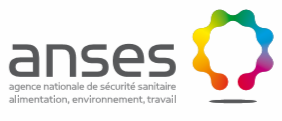 anses
agence nationale de sécurité sanitaire
alimentation, environnement, travail